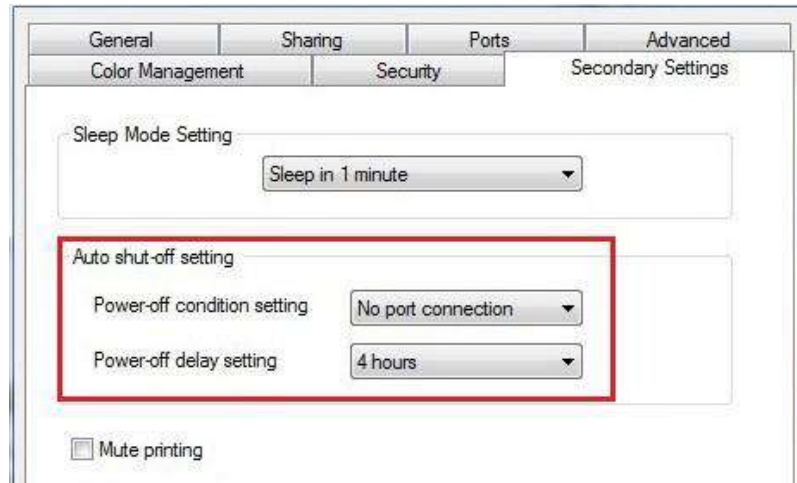 General Sharing Ports Advanced
Color Management Security Secondary Settings
Sleep Mode Setting
Sleep in 1 minute
Auto shut-off setting
Power-off condition setting No port connection
Power-off delay setting 4 hours
Mute printing